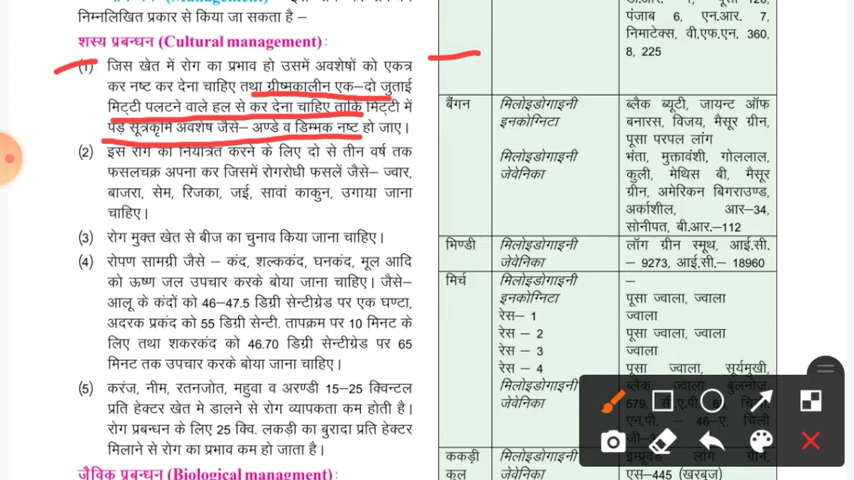 निम्नलिखित प्रकार से किया जा सकता है –
शस्य प्रबन्धन (Cultural management) :
(1) जिस खेत में रोग का प्रभाव हो उसमें अवशेषों को एकत्र
कर नष्ट कर देना चाहिए तथा ग्रीष्मकालीन एक–दो जुताई
मिट्टी पलटने वाले हल से कर देना चाहिए ताकि मिट्टी में
पड़े सूत्रकृमि अवशेष जैसे– अण्डे व डिम्भक नष्ट हो जाए।
(2) इस रोग को नियंत्रित करने के लिए दो से तीन वर्ष तक
फसलचक्र अपना कर जिसमें रोगरोधी फसलें जैसे– ज्वार,
बाजरा, सेम, रिजका, जई, सावां काकुन, उगाया जाना
चाहिए।
(3) रोग मुक्त खेत से बीज का चुनाव किया जाना चाहिए।
(4) रोपण सामग्री जैसे – कंद, शल्ककंद, घनकंद, मूल आदि
को ऊष्ण जल उपचार करके बोया जाना चाहिए। जैसे–
आलू के कंदों को 46–47.5 डिग्री सेन्टीग्रेड पर एक घण्टा,
अदरक प्रकंद को 55 डिग्री सेन्टी. तापक्रम पर 10 मिनट के
लिए तथा शकरकंद को 46.70 डिग्री सेन्टीग्रेड पर 65
मिनट तक उपचार करके बोया जाना चाहिए।
(5) करंज, नीम, रतनजोत, महुवा व अरण्डी 15–25 क्विन्टल
प्रति हेक्टर खेत मे डालने से रोग व्यापकता कम होती है।
रोग प्रबन्धन के लिए 25 क्वि. लकड़ी का बुरादा प्रति हेक्टर
मिलाने से रोग का प्रभाव कम हो जाता है।
जैविक प्रबन्धन (Biological managment) :
पंजाब 6, एन.आर. 7,
निमाटेक्स, वी.एफ.एन. 360,
8, 225
बैंगन मिलोइडोगाइनी ब्लैक ब्यूटी, जायन्ट ऑफ
इनकोग्निटा बनारस, विजय, मैसूर ग्रीन,
पूसा परपल लांग
मिलोइडोगाइनी भंता, मुक्तावंशी, गोललाल,
जेवेनिका कुली, मेथिस बी, मैसूर
ग्रीन, अमेरिकन बिगराउण्ड,
अर्काशील, आर–34,
सोनीपत, बी.आर.–112
भिण्डी मिलोइडोगाइनी लॉग ग्रीन स्मूथ, आई.सी.
जेवेनिका – 9273, आई.सी.– 18960
मिर्च मिलोइडोगाइनी –
इनकोग्निटा पूसा ज्वाला, ज्वाला
रेस– 1 ज्वाला
रेस – 2 पूसा ज्वाला, ज्वाला
रेस – 3 ज्वाला
रेस – 4 पूसा ज्वाला, सूर्यमुखी,
मिलोइडोगाइनी ब्लैक ज्वाला, बुलनोज,
जेवेनिका
ककड़ी मिलोइडोगाइनी इम्प्रूवड लॉग ग्रीन,
कुल जेवेनिका एस–445 (खरबूज)